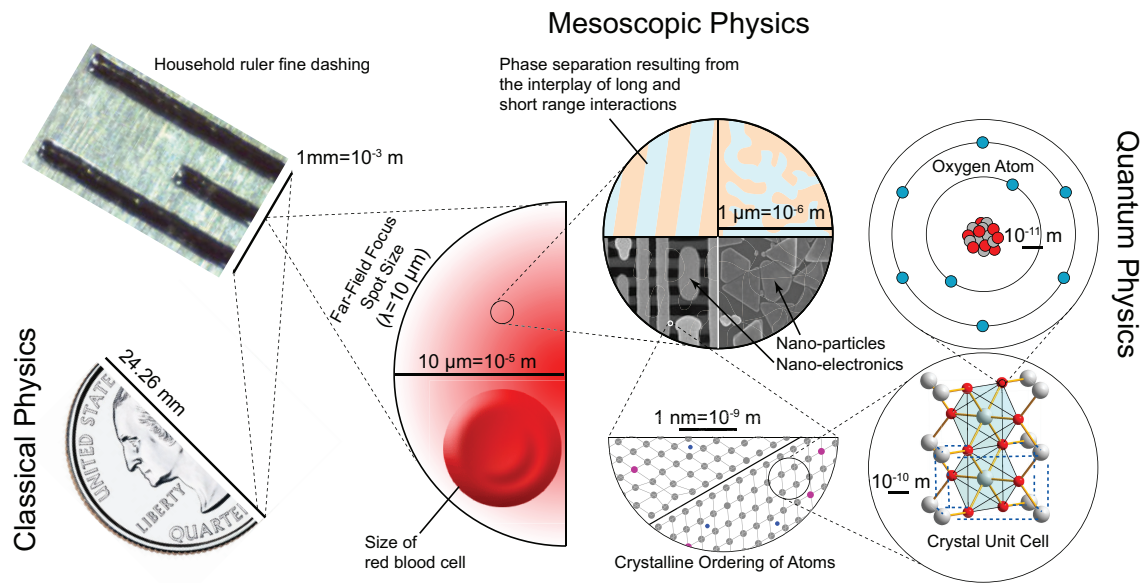 Mesoscopic Physics
Household ruler fine dashing
1mm=10⁻³ m
Phase separation resulting from
the interplay of long and
short range interactions
1 µm=10⁻⁶ m
Nano-particles
Nano-electronics
Quantum Physics
Oxygen Atom
10⁻¹¹ m
Far-Field Focus
Spot Size
(λ=10 µm)
10 µm=10⁻⁵ m
Size of
red blood cell
Classical Physics
24.26 mm
UNITED STATE
LIBERTY
QUARTE
1 nm=10⁻⁹ m
Crystalline Ordering of Atoms
10⁻¹⁰ m
Crystal Unit Cell